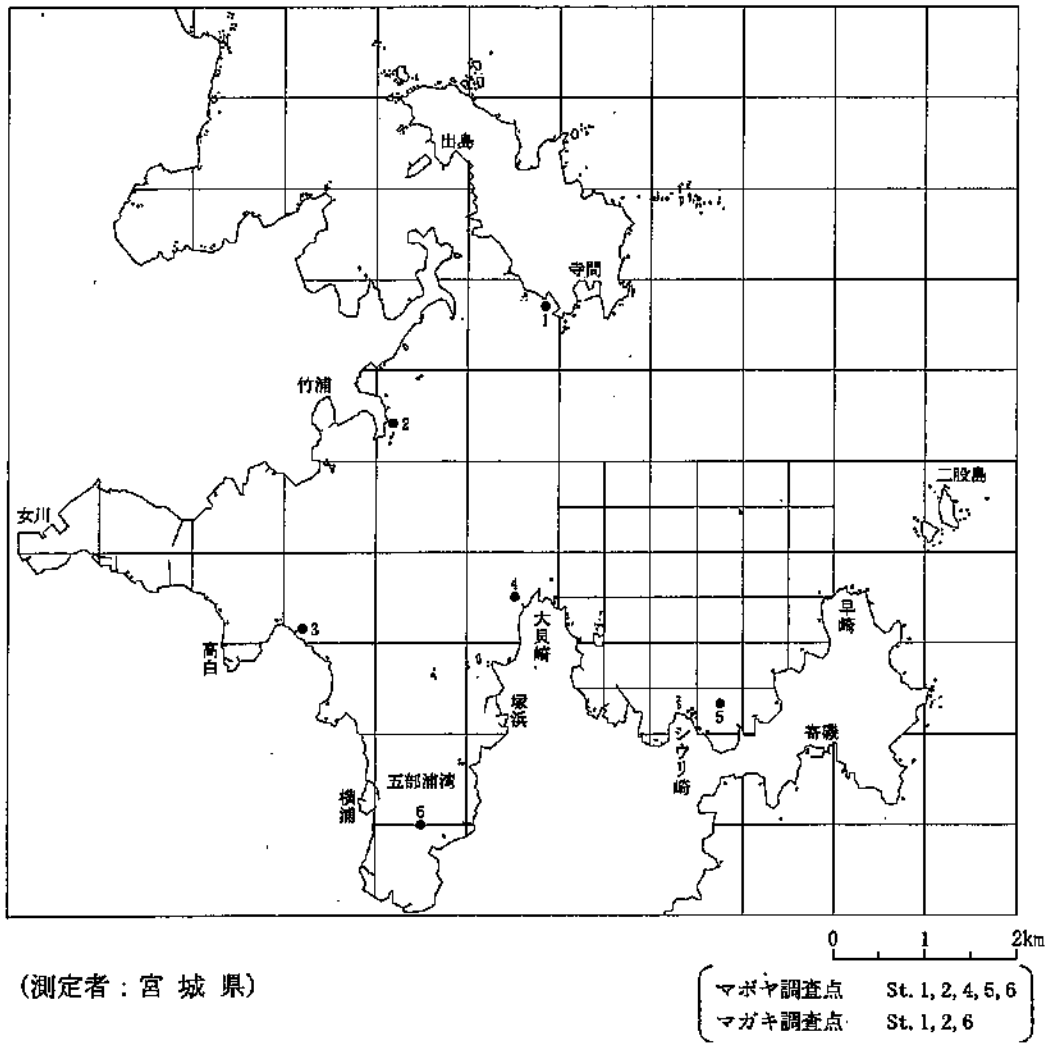 出島
寺間
1
竹浦
2
二股島
女川
4
3
大貝崎
早崎
高白
塚浜
5
シウリ崎
寄磯
五部浦湾
横浦
6
0 1 2km
(測定者：宮城県)
マボヤ調査点 St. 1, 2, 4, 5, 6
マガキ調査点 St. 1, 2, 6